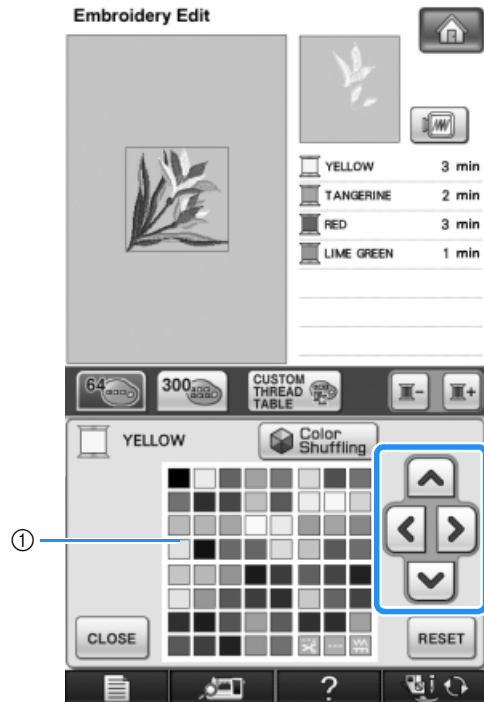 Embroidery Edit
YELLOW 3 min
TANGERINE 2 min
RED 3 min
LIME GREEN 1 min
64
300
CUSTOM
THREAD
TABLE
-
+
YELLOW
Color
Shuffling
①
CLOSE
RESET
?